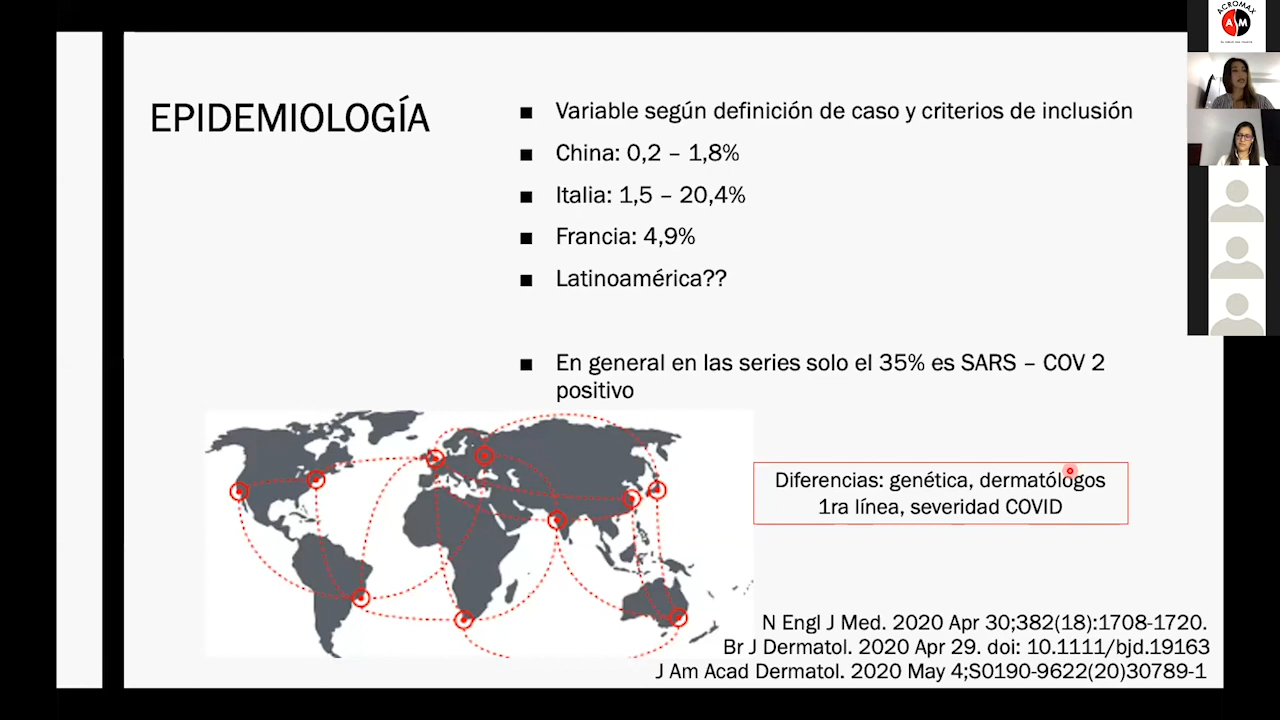 EPIDEMIOLOGÍA
■ Variable según definición de caso y criterios de inclusión
■ China: 0,2 – 1,8%
■ Italia: 1,5 – 20,4%
■ Francia: 4,9%
■ Latinoamérica??
■ En general en las series solo el 35% es SARS – COV 2
positivo
Diferencias: genética, dermatólogos
1ra línea, severidad COVID
N Engl J Med. 2020 Apr 30;382(18):1708-1720.
Br J Dermatol. 2020 Apr 29. doi: 10.1111/bjd.19163
J Am Acad Dermatol. 2020 May 4;S0190-9622(20)30789-1
ACROMAX
A M